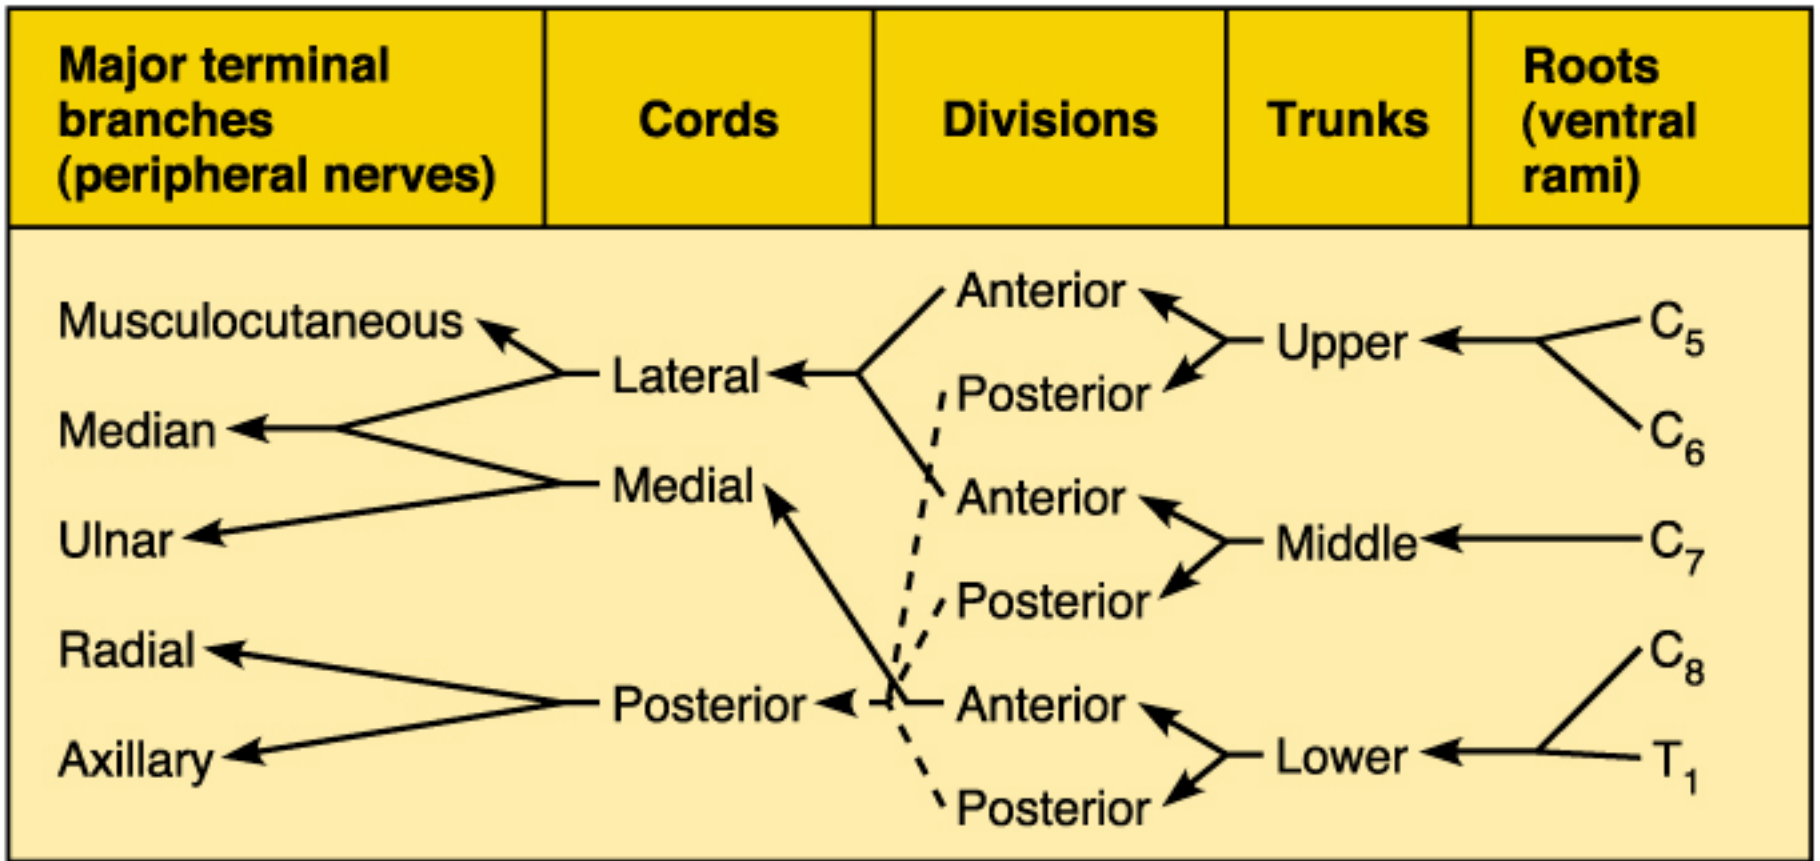 Major terminal
branches
(peripheral nerves)
Cords
Divisions
Trunks
Roots
(ventral
rami)
Musculocutaneous
Median
Ulnar
Radial
Axillary
Lateral
Medial
Posterior
Anterior
Posterior
Anterior
Posterior
Anterior
Posterior
Upper
Middle
Lower
C5
C6
C7
C8
T1